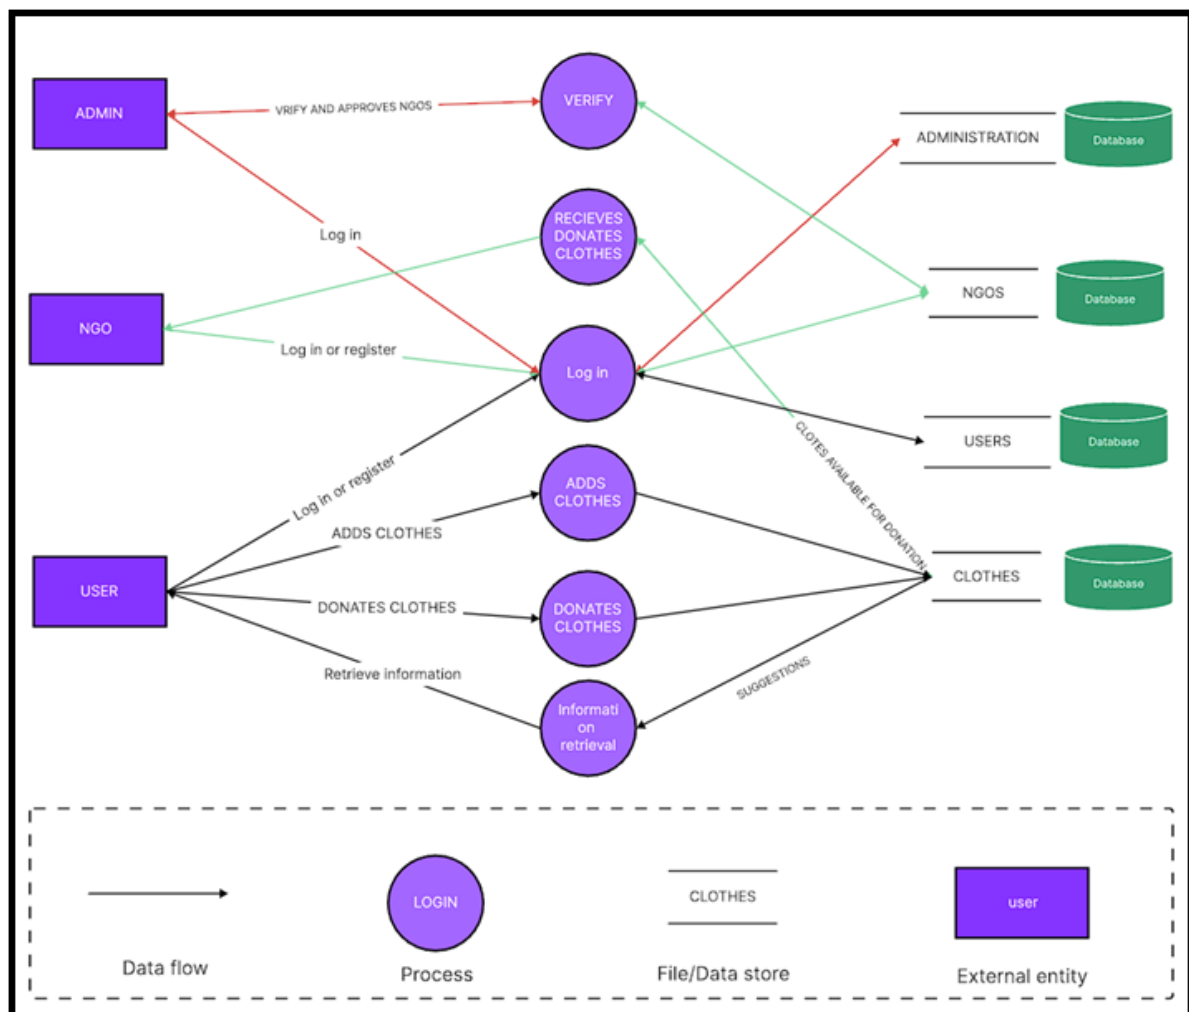 ADMIN
VRIFY AND APPROVES NGOS
VERIFY
ADMINISTRATION
Database
RECIEVES
DONATES
CLOTHES
Log in
NGOS
Database
NGO
Log in or register
Log in
USERS
Database
CLOTES AVAILABLE FOR DONATION
Log in or register
ADDS
CLOTHES
ADDS CLOTHES
CLOTHES
Database
USER
DONATES CLOTHES
DONATES
CLOTHES
Retrieve information
SUGGESTIONS
Informati
on
retrieval
LOGIN
CLOTHES
user
Data flow
Process
File/Data store
External entity